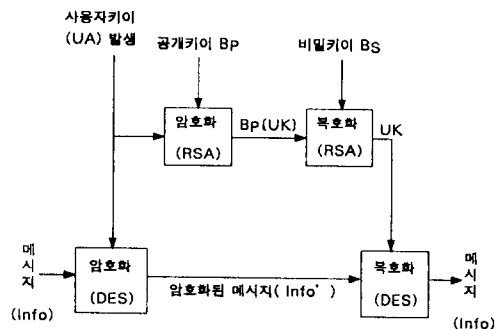 사용자키이
(UA) 발생
공개키이 Bp
비밀키이 Bs
암호화
(RSA)
Bp(UK)
복호화
(RSA)
UK
메시지
(Info)
암호화
(DES)
암호화된 메시지( Info' )
복호화
(DES)
메시지
(Info)